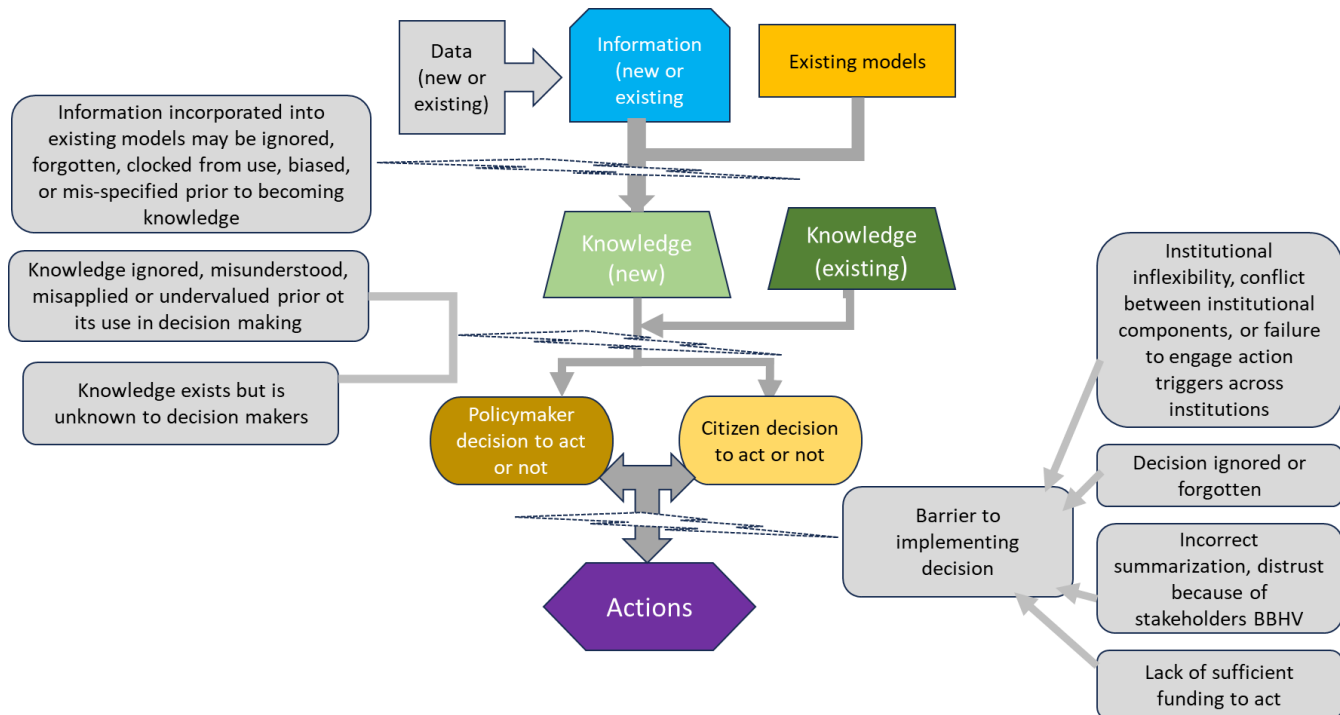 Data
(new or
existing)
Information
(new or
existing
Existing models
Information incorporated into
existing models may be ignored,
forgotten, clocked from use, biased,
or mis-specified prior to becoming
knowledge
Knowledge
(new)
Knowledge
(existing)
Knowledge ignored, misunderstood,
misapplied or undervalued prior ot
its use in decision making
Knowledge exists but is
unknown to decision makers
Policymaker
decision to act
or not
Citizen decision
to act or not
Institutional
inflexibility, conflict
between institutional
components, or failure
to engage action
triggers across
institutions
Decision ignored or
forgotten
Barrier to
implementing
decision
Incorrect
summarization, distrust
because of
stakeholders BBHV
Lack of sufficient
funding to act
Actions